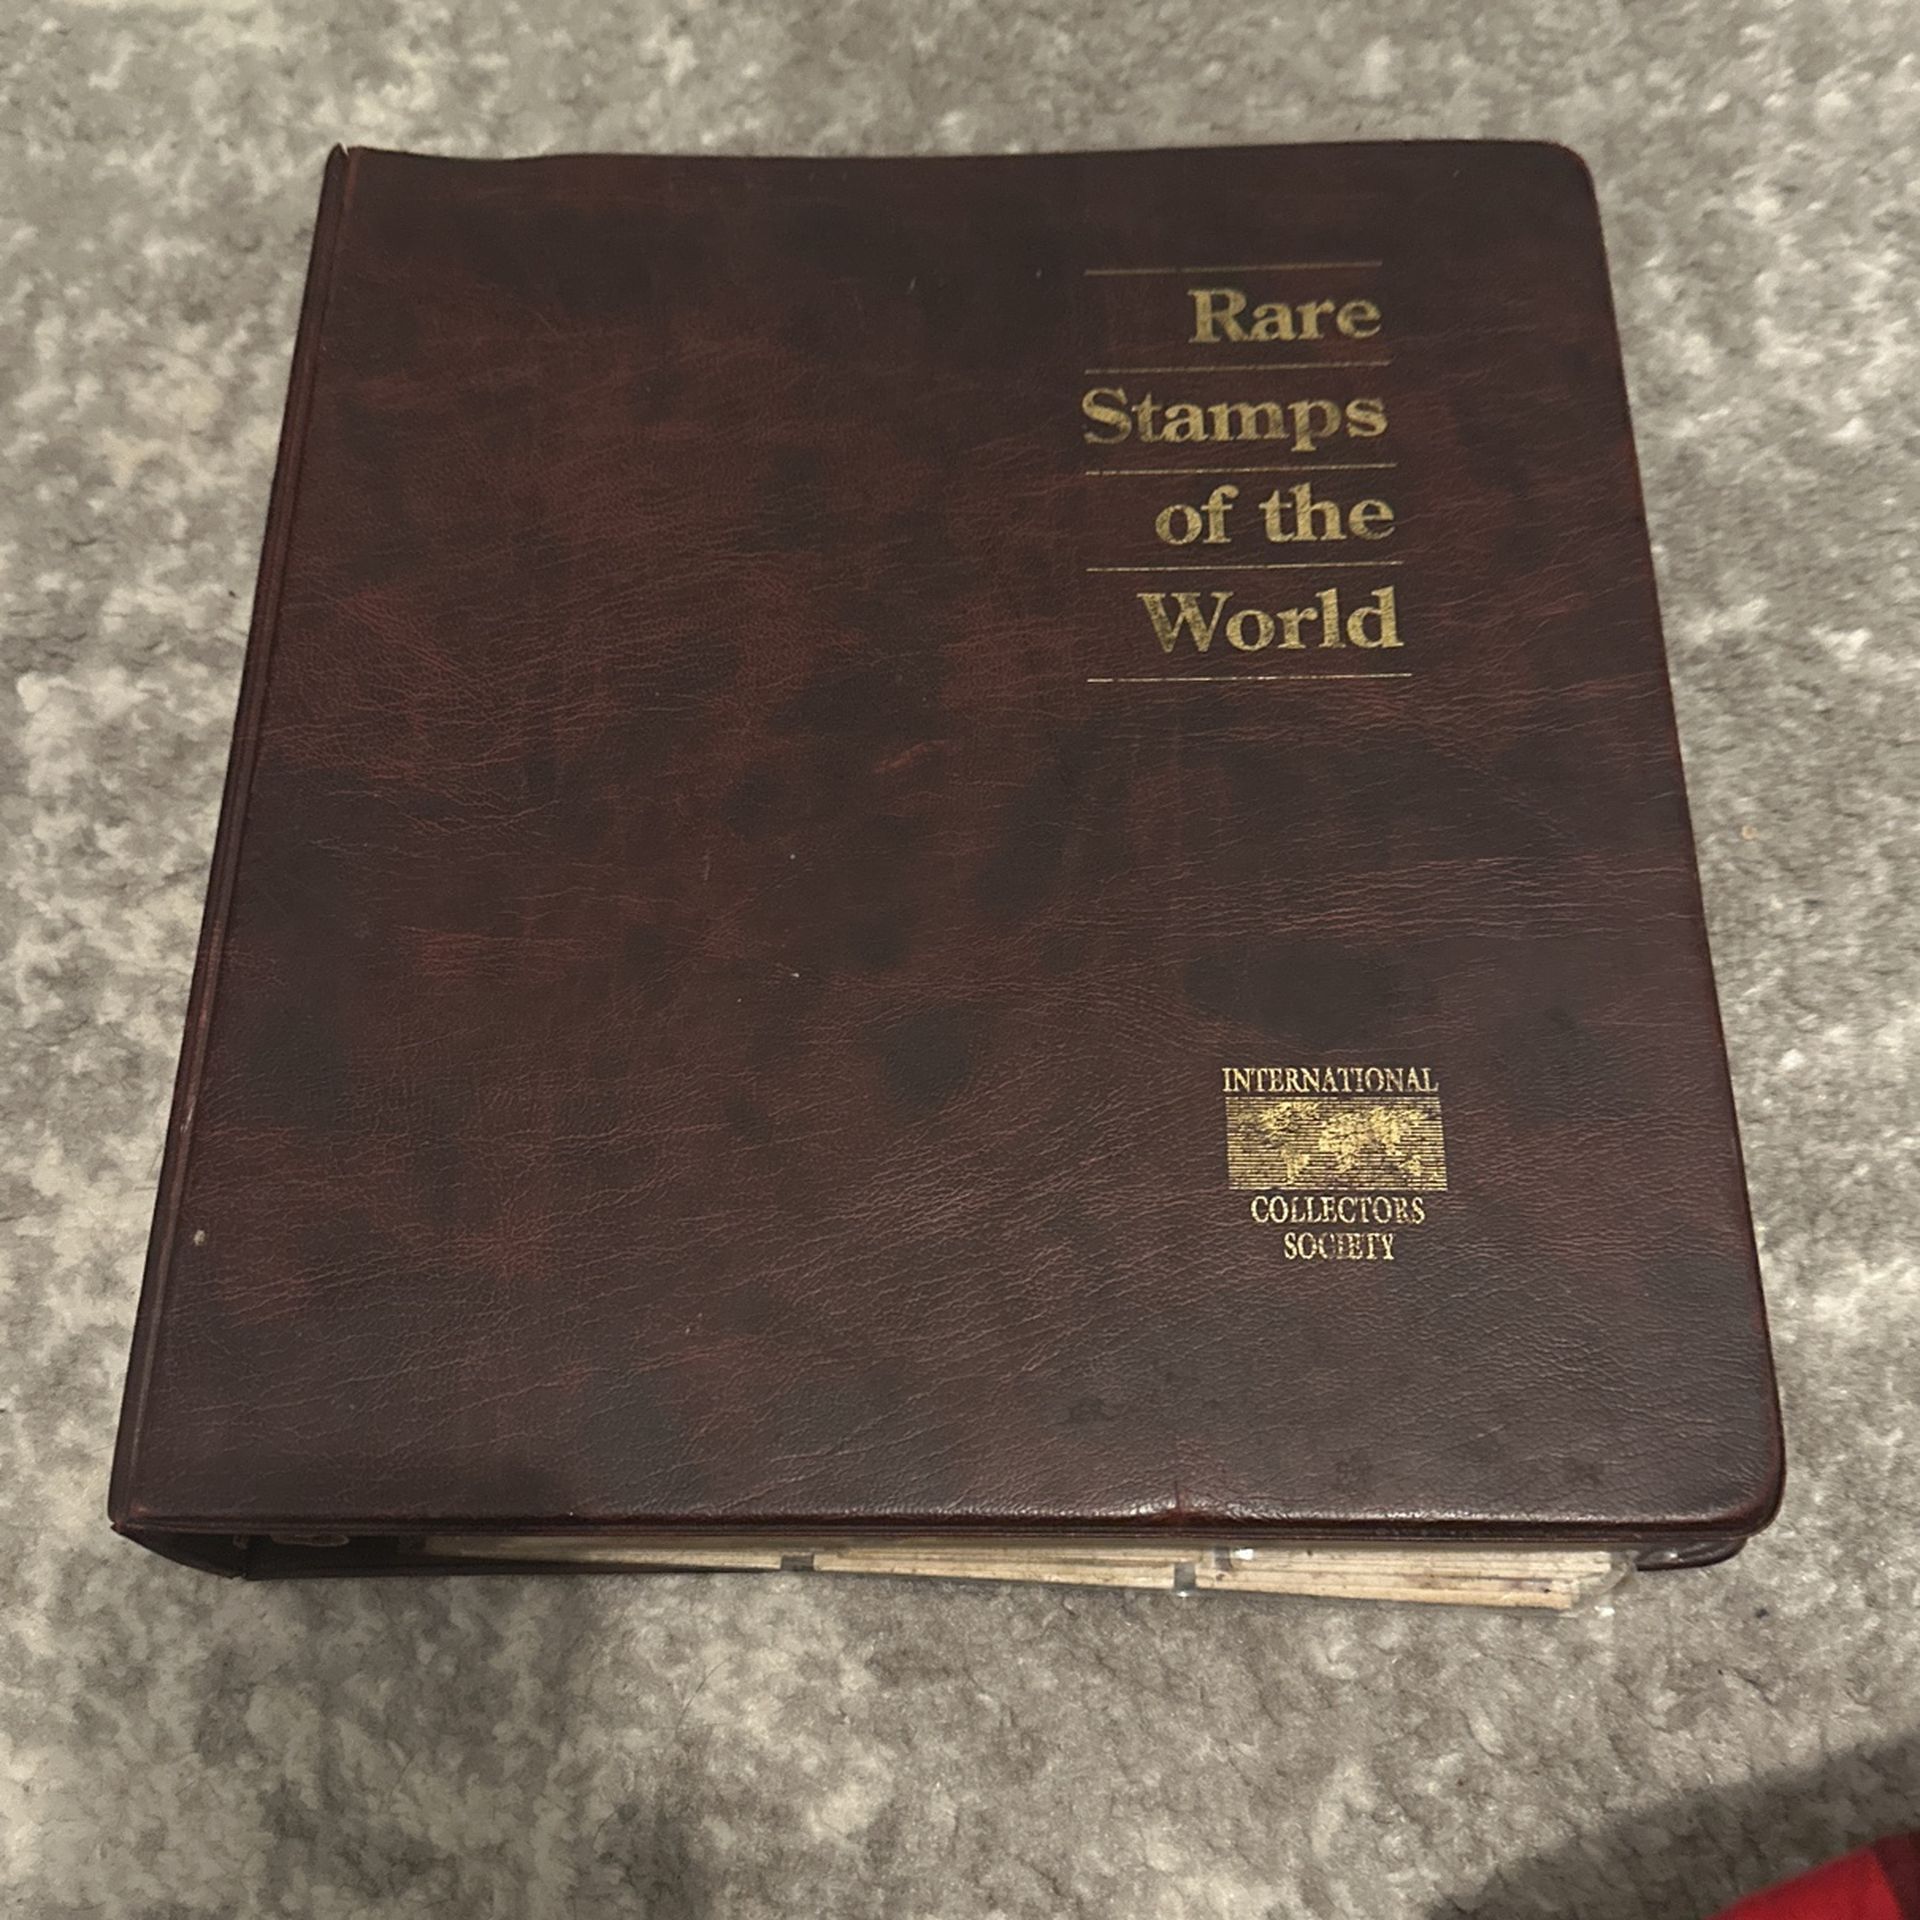 Rare
Stamps
of the
World
INTERNATIONAL
COLLECTORS
SOCIETY